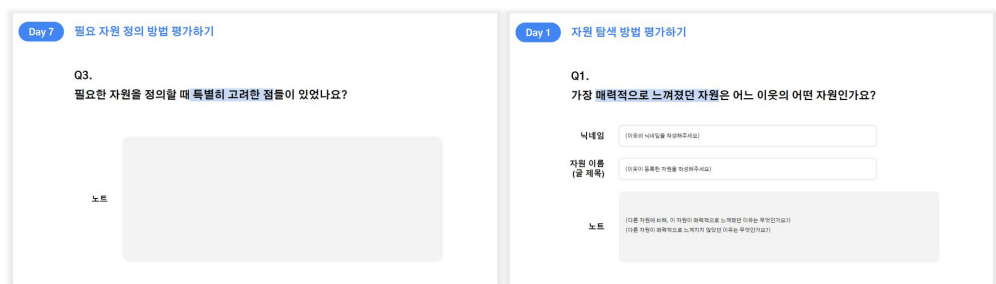 Day 7 필요 자원 정의 방법 평가하기
Q3.
필요한 자원을 정의할 때 특별히 고려한 점들이 있었나요?
노트
Day 1 자원 탐색 방법 평가하기
Q1.
가장 매력적으로 느껴졌던 자원은 어느 이웃의 어떤 자원인가요?
닉네임 (이웃의 닉네임을 작성해주세요)
자원 이름
(글 제목)
(이웃이 등록한 자원을 작성해주세요)
노트
(다른 자원에 비해, 이 자원이 매력적으로 느껴졌던 이유는 무엇인가요?)
(다른 자원이 매력적으로 느껴지지 않았던 이유는 무엇인가요?)